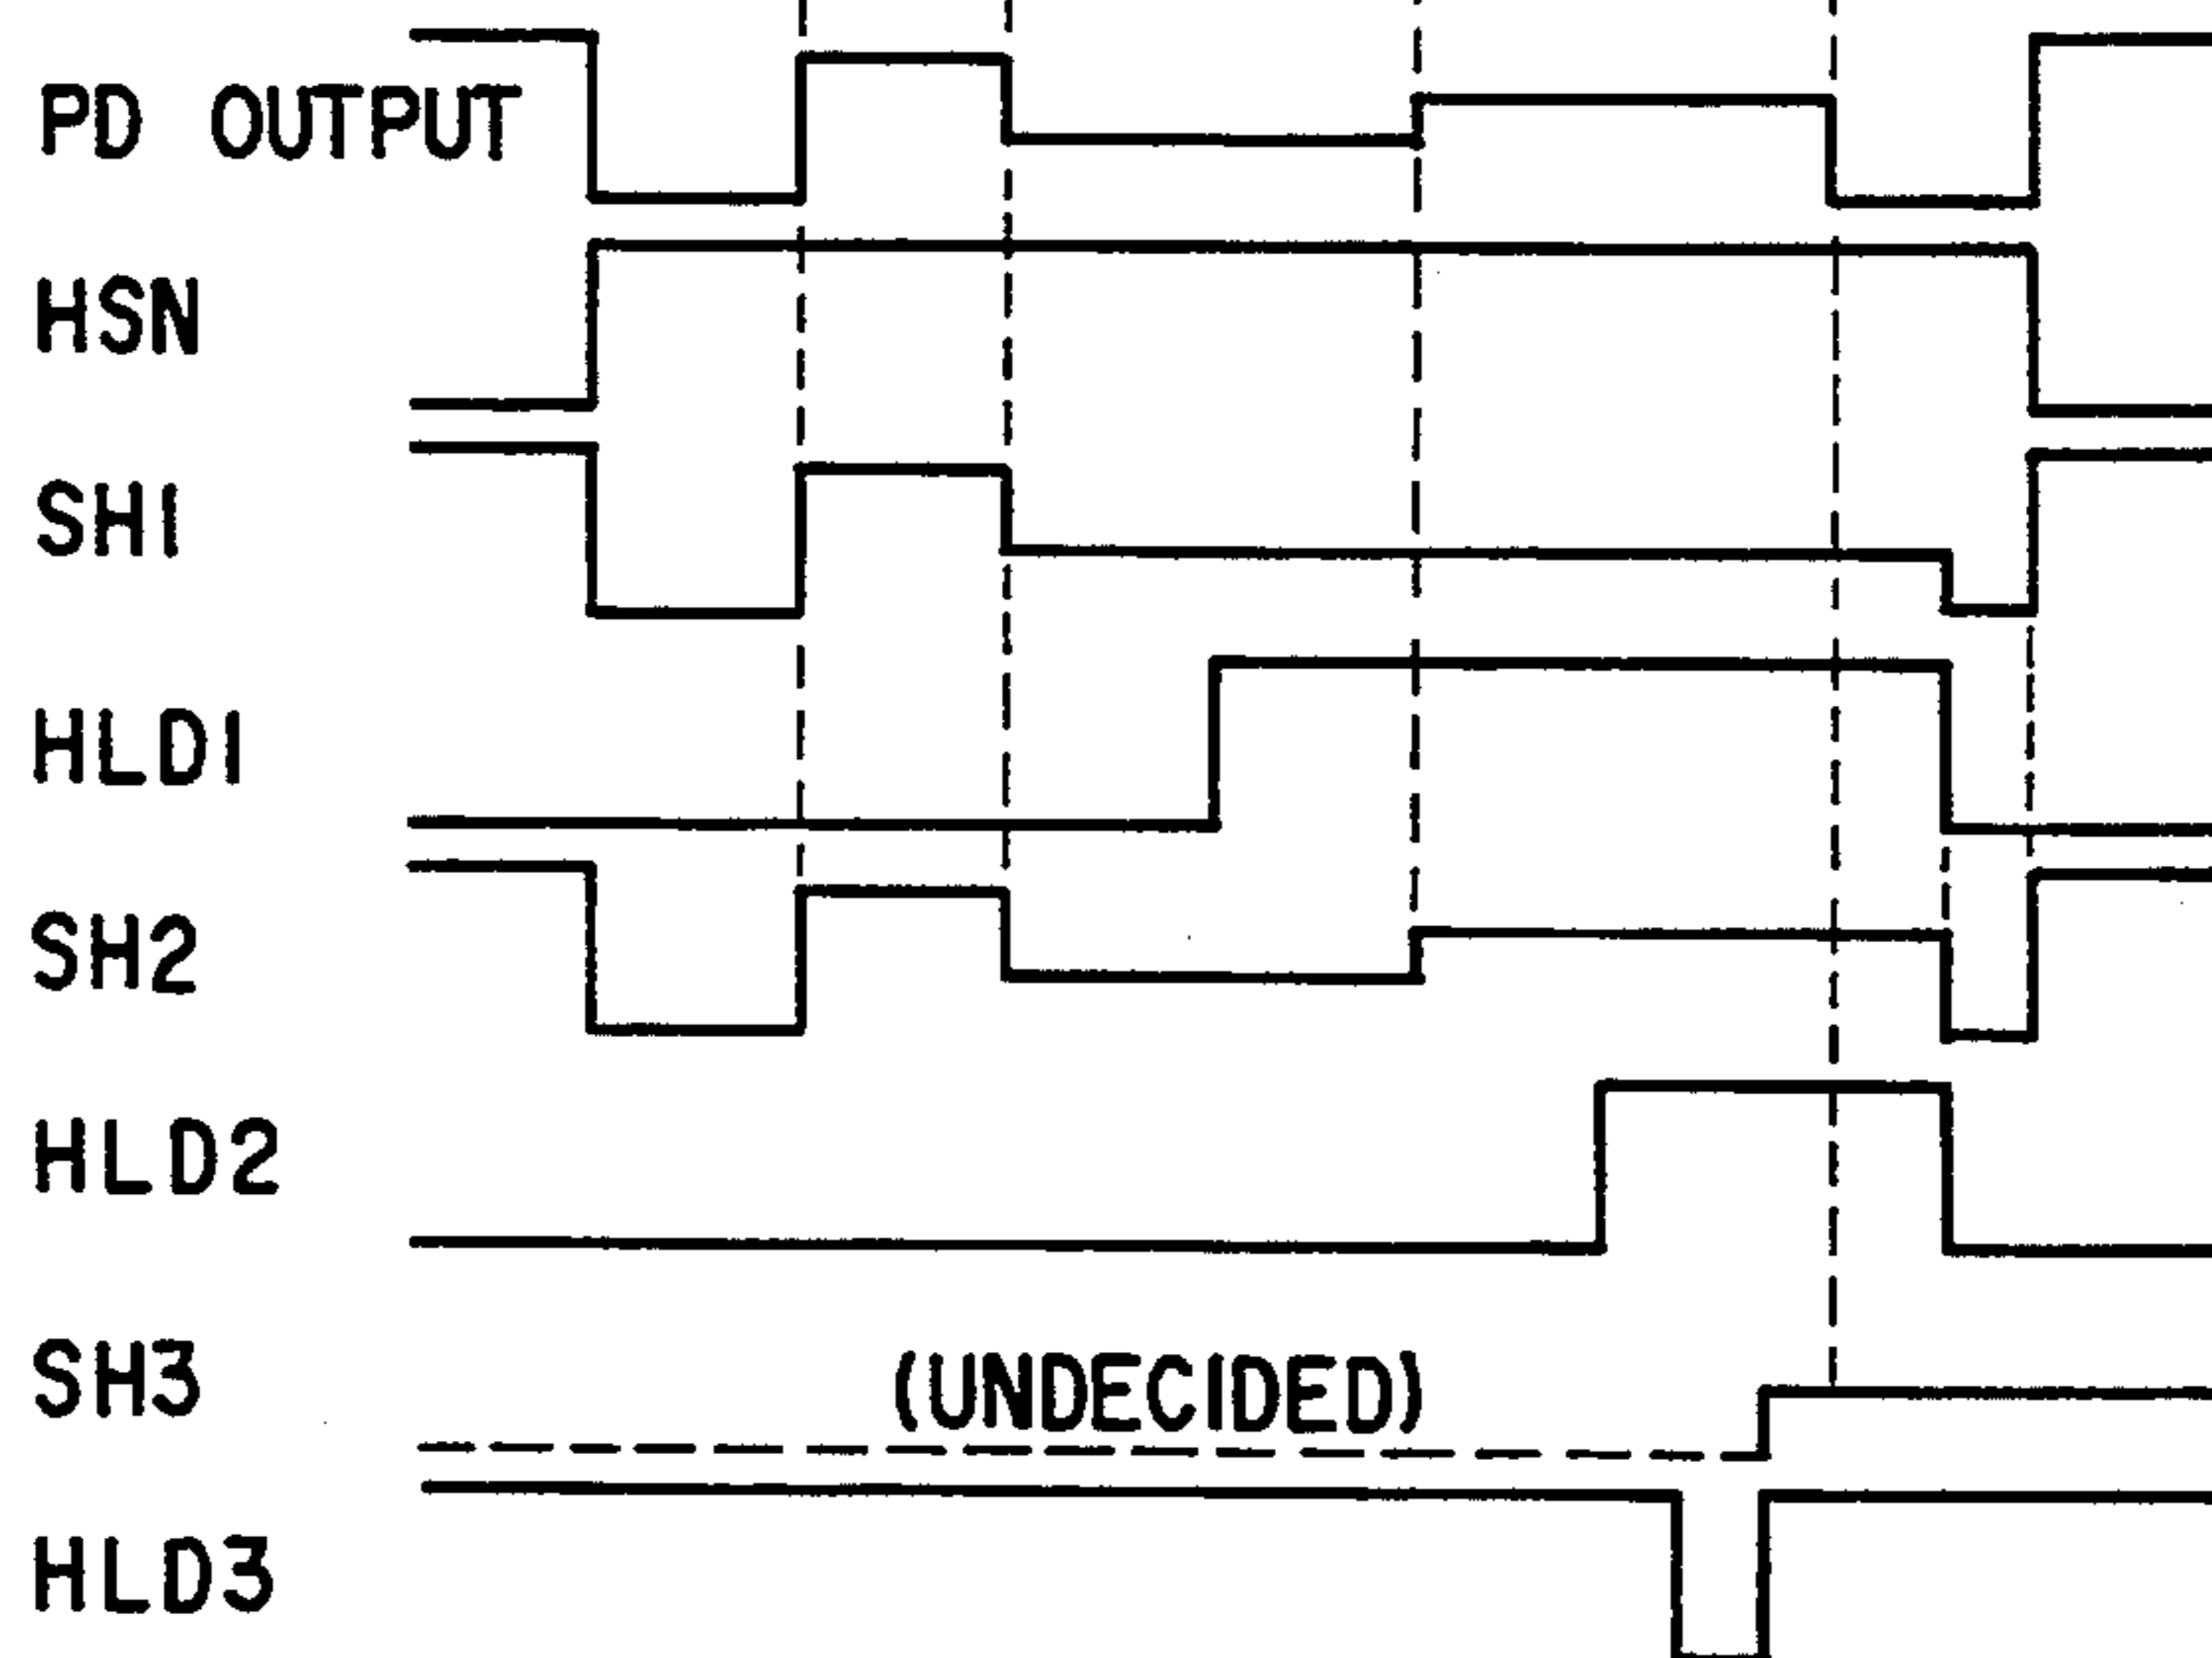 PD OUTPUT
HSN
SH1
HLD1
SH2
HLD2
SH3
(UNDECIDED)
HLD3